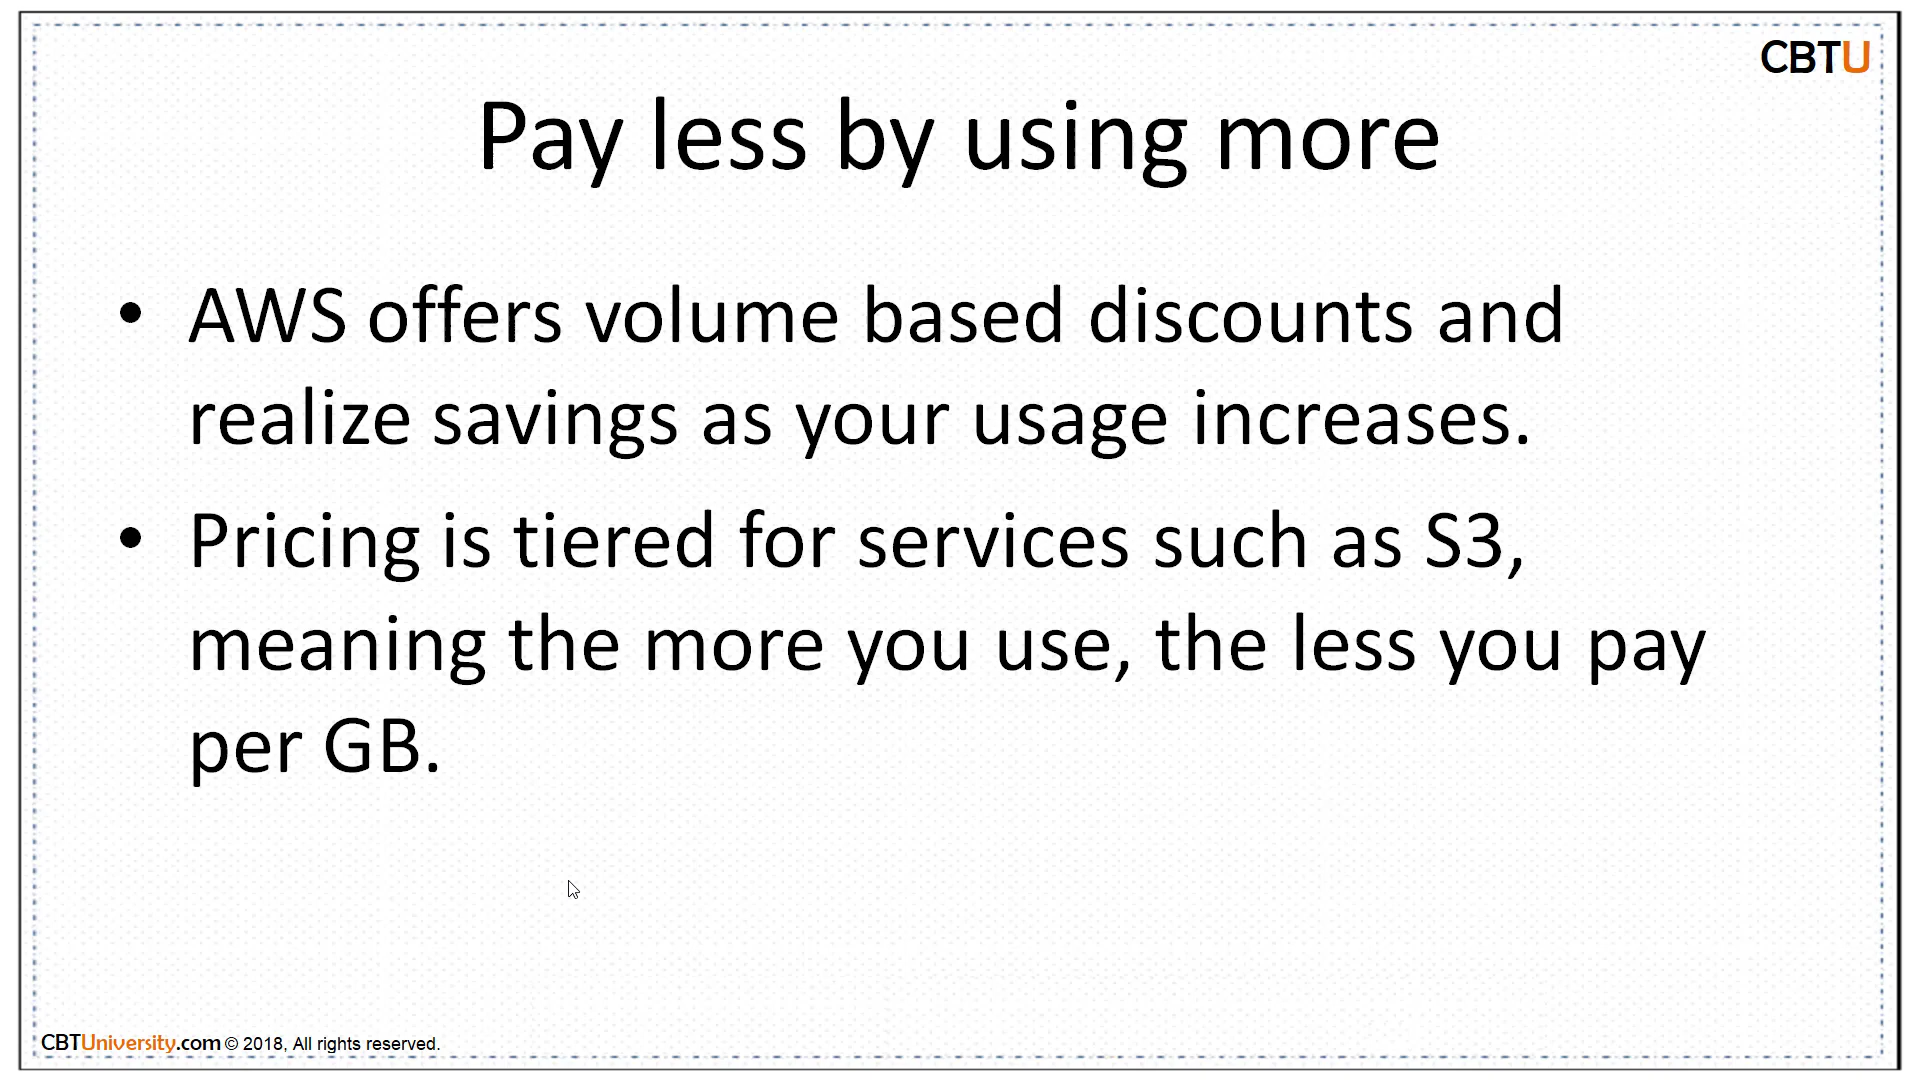 CBTU
Pay less by using more
• AWS offers volume based discounts and
realize savings as your usage increases.
• Pricing is tiered for services such as S3,
meaning the more you use, the less you pay
per GB.
CBTUniversity.com © 2018, All rights reserved.